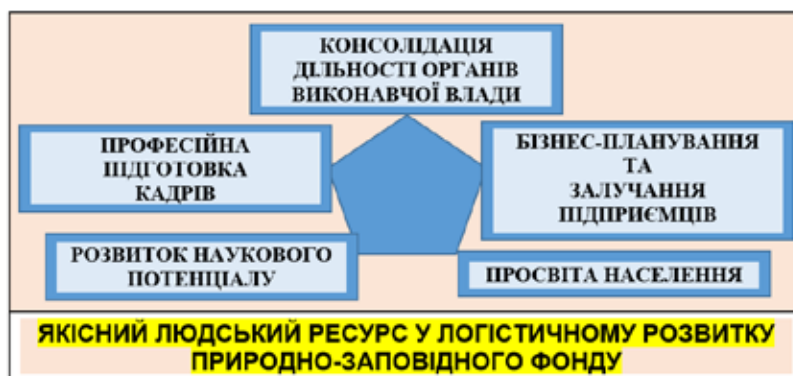 КОНСОЛІДАЦІЯ
ДІЛЬНОСТІ ОРГАНІВ
ВИКОНАВЧОЇ ВЛАДИ
ПРОФЕСІЙНА
ПІДГОТОВКА
КАДРІВ
БІЗНЕС-ПЛАНУВАННЯ
ТА
ЗАЛУЧАННЯ
ПІДПРИЄМЦІВ
РОЗВИТОК НАУКОВОГО
ПОТЕНЦІАЛУ
ПРОСВІТА НАСЕЛЕННЯ
ЯКІСНИЙ ЛЮДСЬКИЙ РЕСУРС У ЛОГІСТИЧНОМУ РОЗВИТКУ
ПРИРОДНО-ЗАПОВІДНОГО ФОНДУ